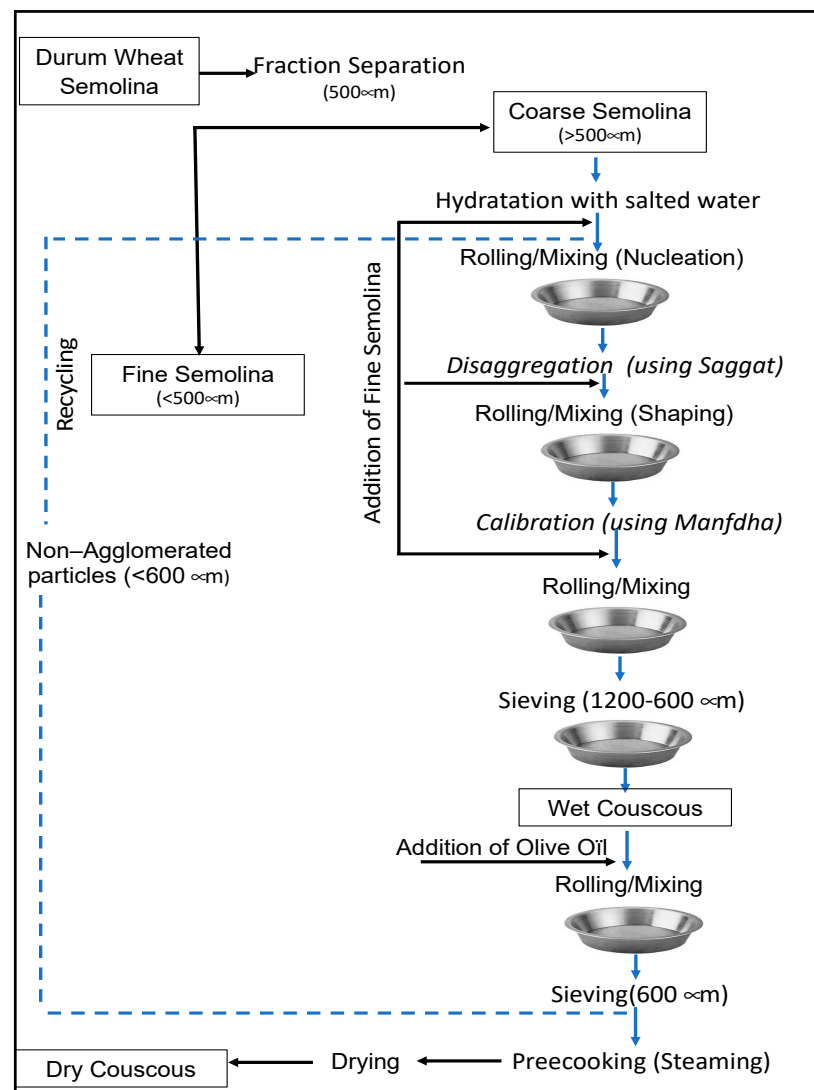 Durum Wheat
Semolina
Fraction Separation
(500∝m)
Coarse Semolina
(>500∝m)
Hydratation with salted water
Rolling/Mixing (Nucleation)
Recycling
Addition of Fine Semolina
Fine Semolina
(<500∝m)
Disaggregation (using Saggat)
Rolling/Mixing (Shaping)
Calibration (using Manfdha)
Non–Agglomerated
particles (<600 ∝m)
Rolling/Mixing
Sieving (1200-600 ∝m)
Wet Couscous
Addition of Olive Oïl
Rolling/Mixing
Sieving(600 ∝m)
Preecooking (Steaming)
Drying
Dry Couscous